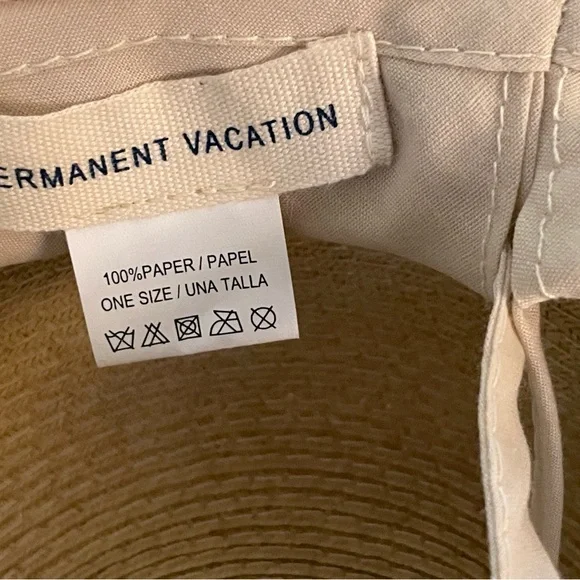 ERMANENT VACATION
100%PAPER / PAPEL
ONE SIZE / UNA TALLA